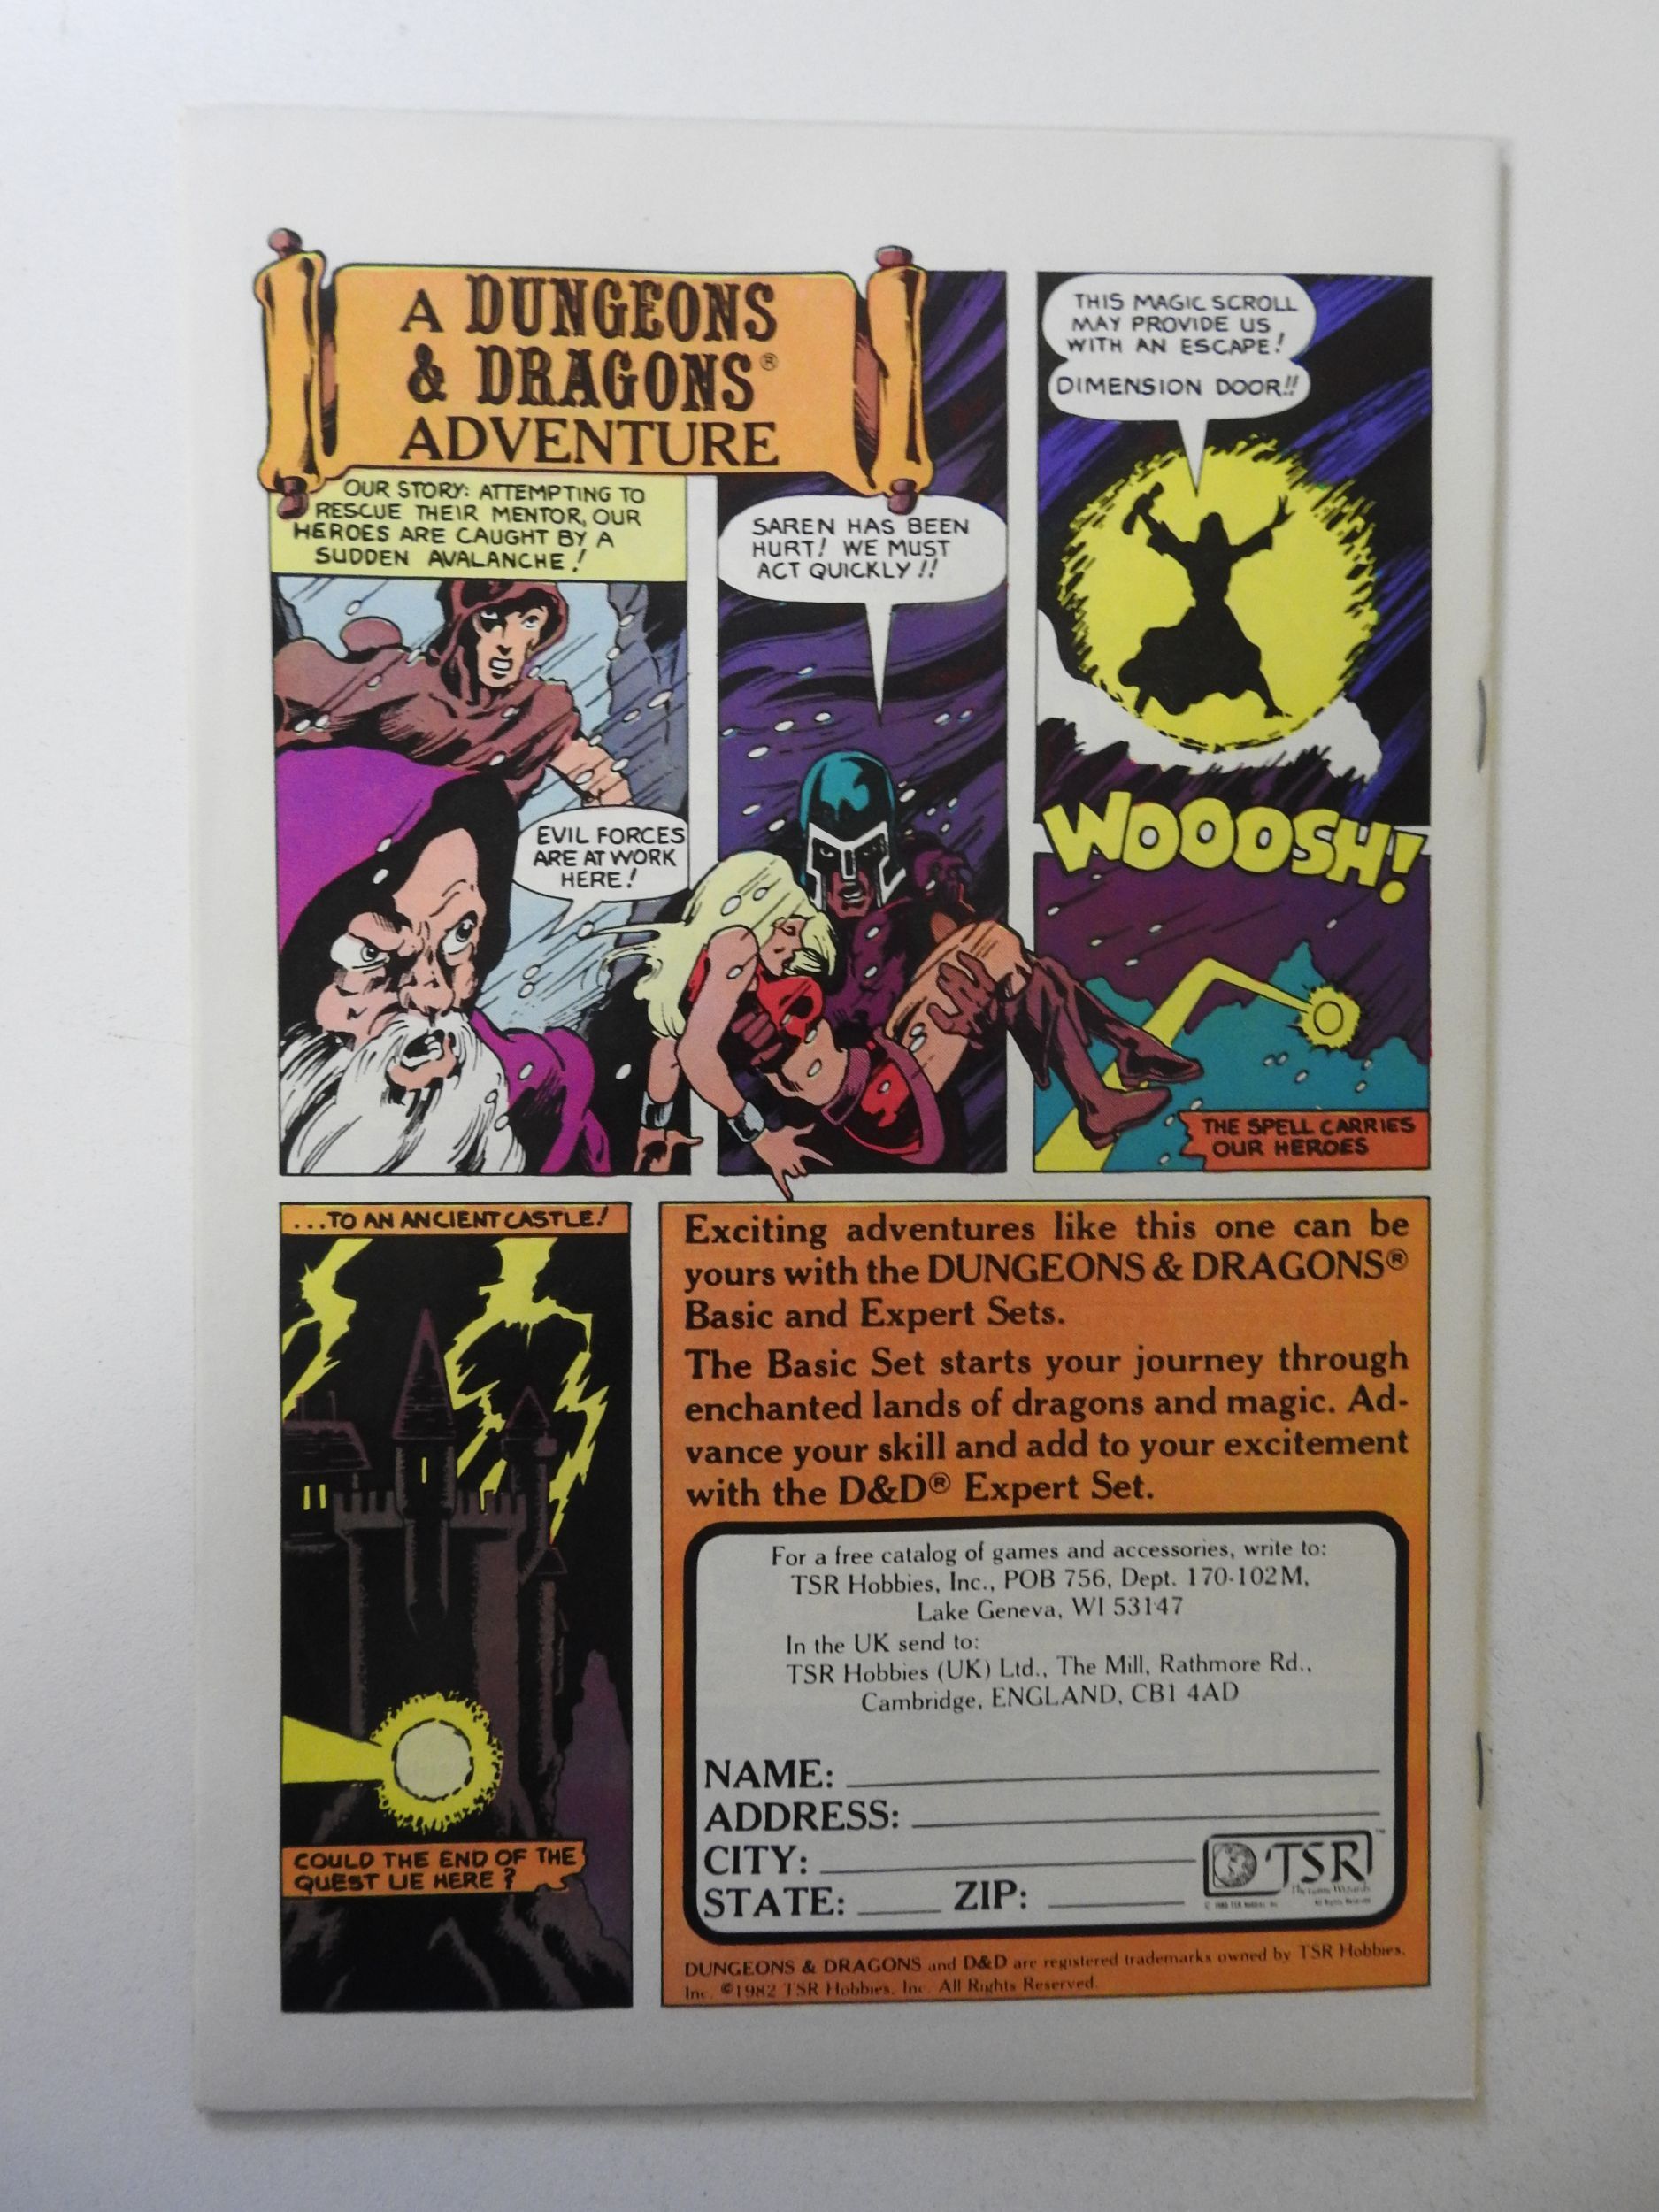 A DUNGEONS
& DRAGONS®
ADVENTURE
OUR STORY: ATTEMPTING TO
RESCUE THEIR MENTOR, OUR
HEROES ARE CAUGHT BY A
SUDDEN AVALANCHE!
EVIL FORCES
ARE AT WORK
HERE!
SAREN HAS BEEN
HURT! WE MUST
ACT QUICKLY!!
THIS MAGIC SCROLL
MAY PROVIDE US
WITH AN ESCAPE!
DIMENSION DOOR!!
WOOOSH!
THE SPELL CARRIES
OUR HEROES
...TO AN ANCIENT CASTLE!
COULD THE END OF THE
QUEST LIE HERE?
Exciting adventures like this one can be
yours with the DUNGEONS & DRAGONS®
Basic and Expert Sets.
The Basic Set starts your journey through
enchanted lands of dragons and magic. Ad-
vance your skill and add to your excitement
with the D&D® Expert Set.
For a free catalog of games and accessories, write to:
TSR Hobbies, Inc., POB 756, Dept. 170-102M,
Lake Geneva, WI 53147
In the UK send to:
TSR Hobbies (UK) Ltd., The Mill, Rathmore Rd.,
Cambridge, ENGLAND, CB1 4AD
NAME:
ADDRESS:
CITY:
STATE: ZIP:
TSR™
The Game Wizards
All Rights Reserved
DUNGEONS & DRAGONS and D&D are registered trademarks owned by TSR Hobbies,
Inc. ©1982 TSR Hobbies, Inc. All Rights Reserved.